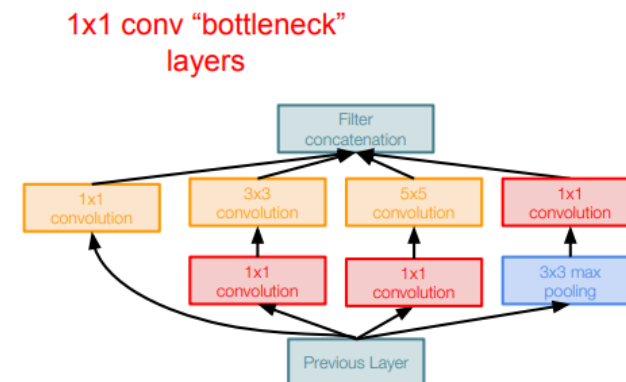 1x1 conv “bottleneck”
layers
Filter
concatenation
1x1
convolution
3x3
convolution
5x5
convolution
1x1
convolution
1x1
convolution
1x1
convolution
3x3 max
pooling
Previous Layer